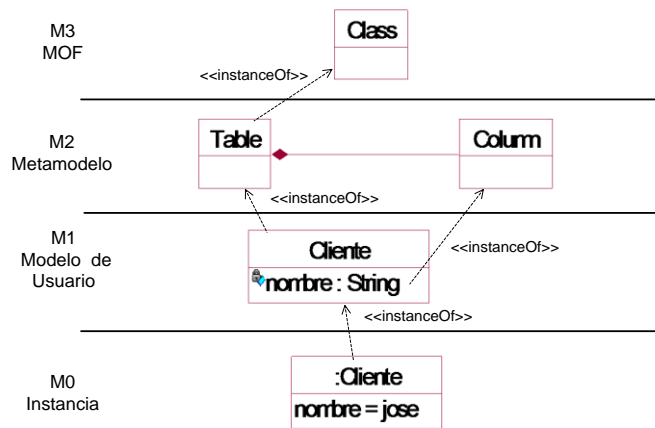 M3
MOF
Class
<<instanceOf>>
M2
Metamodelo
Table
Column
<<instanceOf>>
M1
Modelo de
Usuario
Cliente
nombre : String
<<instanceOf>>
<<instanceOf>>
M0
Instancia
:Cliente
nombre = jose